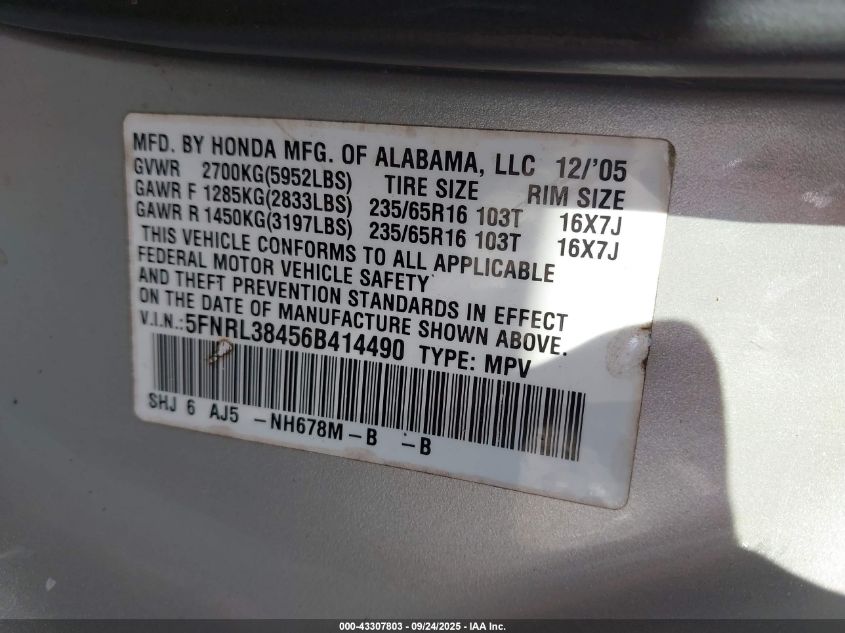 MFD. BY HONDA MFG. OF ALABAMA, LLC 12/'05
GVWR 2700KG(5952LBS) TIRE SIZE RIM SIZE
GAWR F 1285KG(2833LBS) 235/65R16 103T 16X7J
GAWR R 1450KG(3197LBS) 235/65R16 103T 16X7J
THIS VEHICLE CONFORMS TO ALL APPLICABLE
FEDERAL MOTOR VEHICLE SAFETY
AND THEFT PREVENTION STANDARDS IN EFFECT
ON THE DATE OF MANUFACTURE SHOWN ABOVE.
V.I.N.:5FNRL38456B414490 TYPE: MPV
SHJ 6 AJ5 -NH678M-B -B
000-43307803 - 09/24/2025 - IAA Inc.